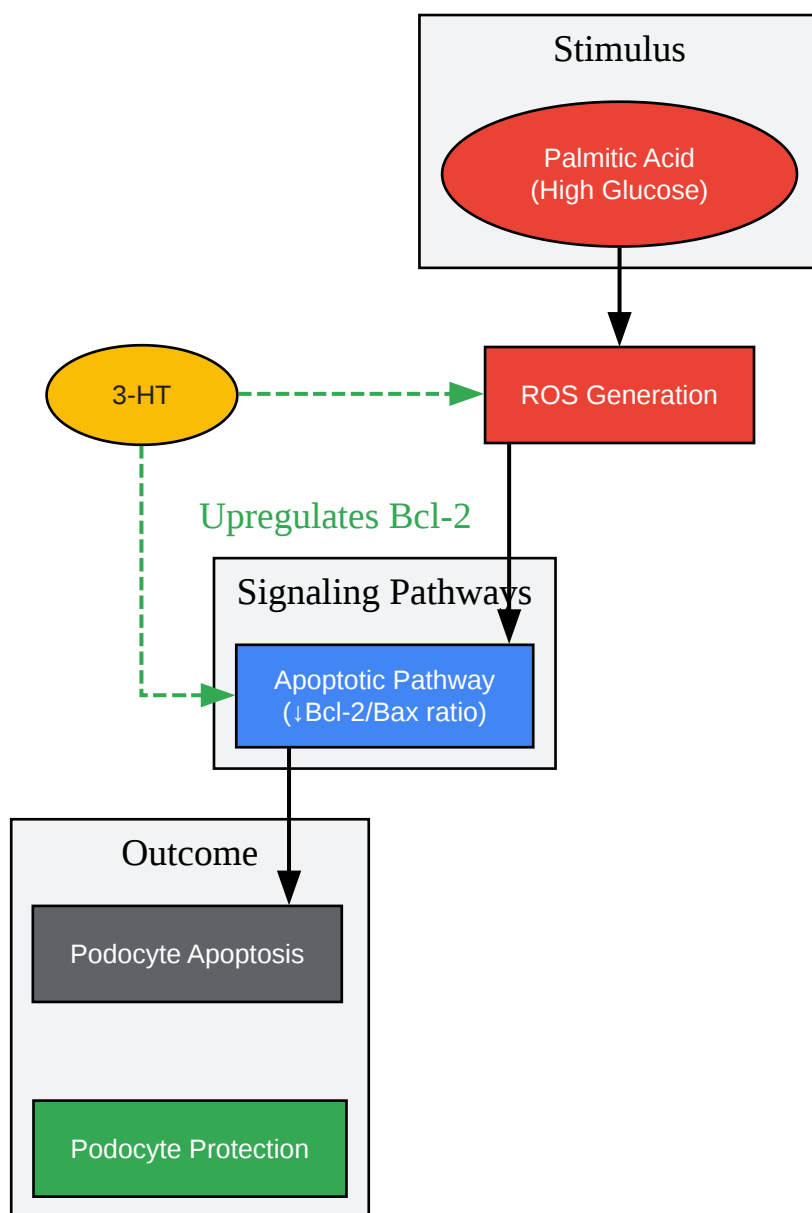 Stimulus
Palmitic Acid
(High Glucose)
3-HT
ROS Generation
Upregulates Bcl-2
Signaling Pathways
Apoptotic Pathway
(↓Bcl-2/Bax ratio)
Outcome
Podocyte Apoptosis
Podocyte Protection